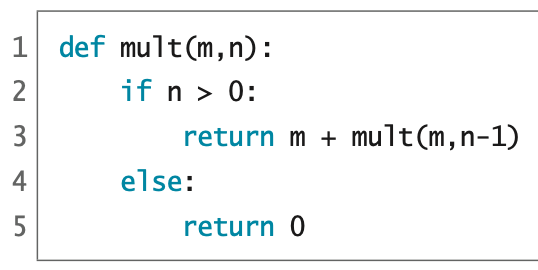 1 def mult(m,n):
2     if n > 0:
3         return m + mult(m,n-1)
4     else:
5         return 0